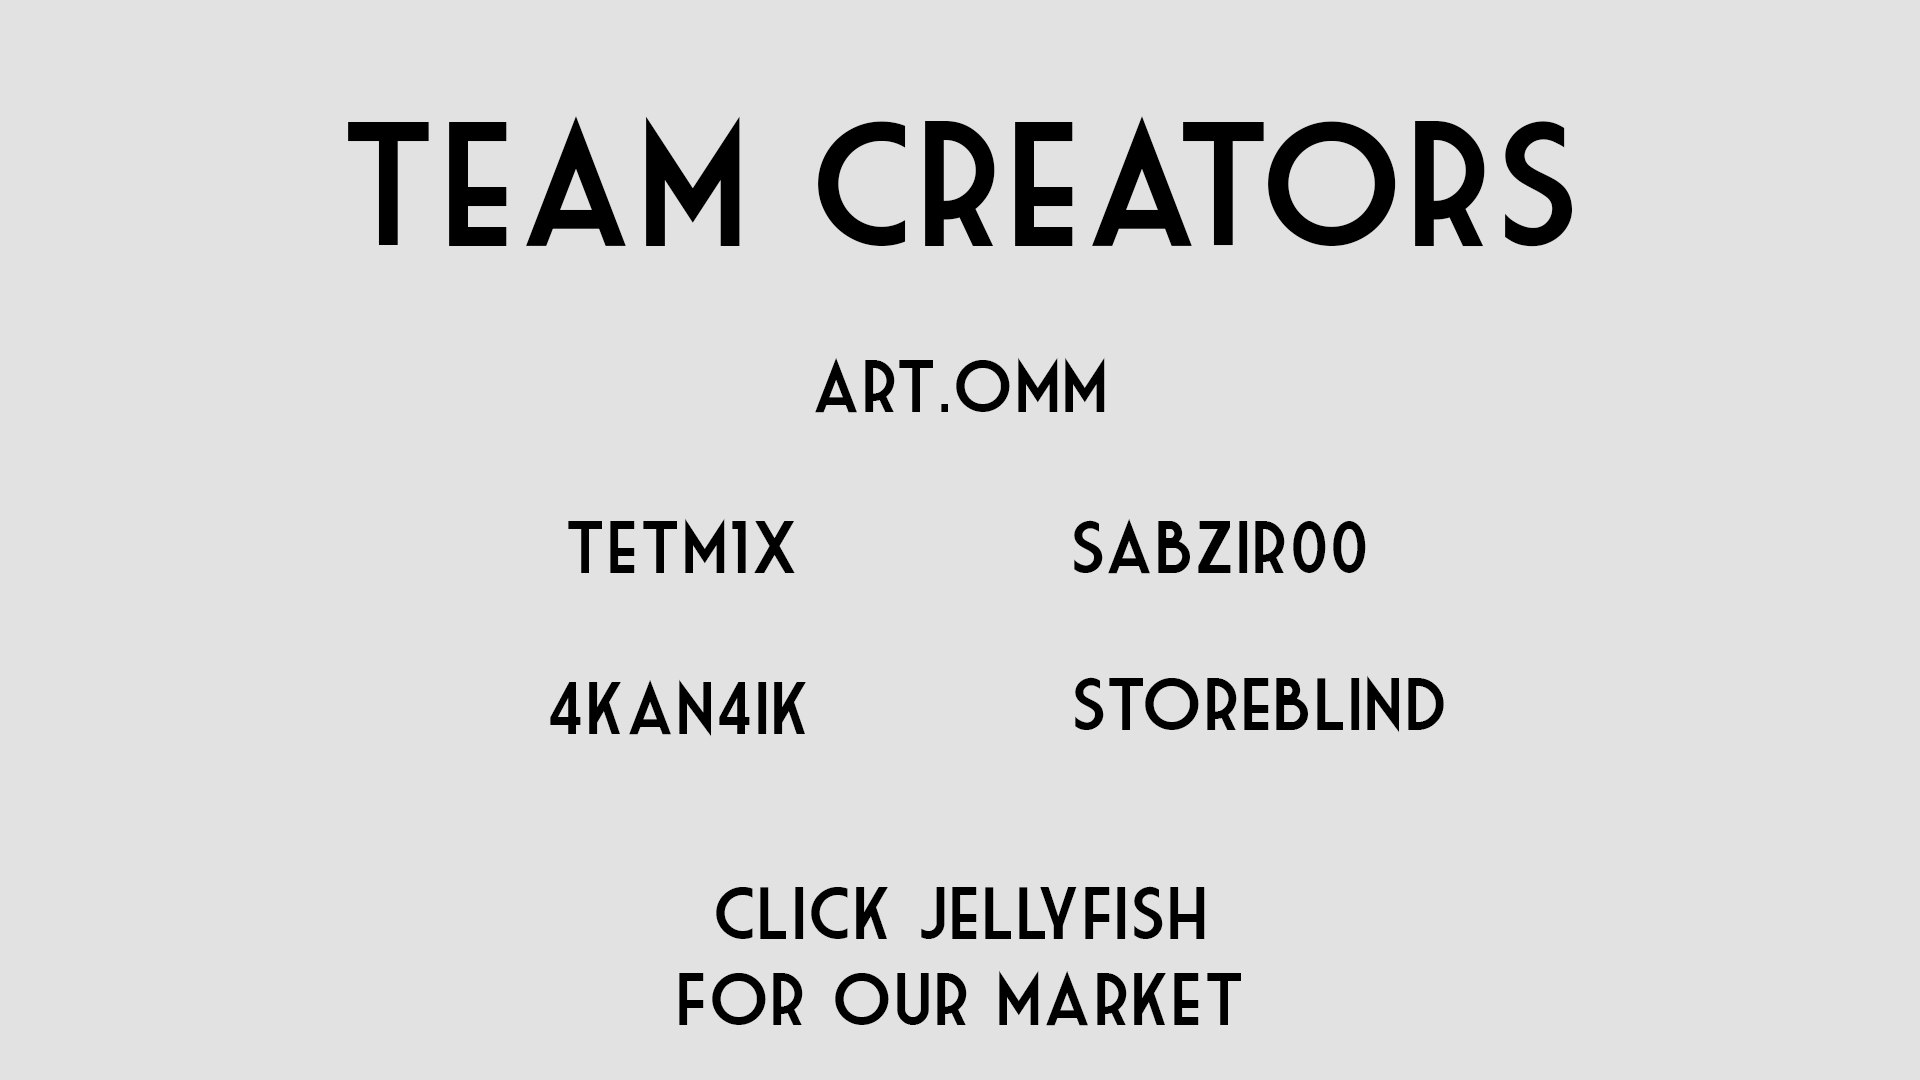 TEAM CREATORS
ART.OMM
TETM1X SABZIR00
4KAN4IK STOREBLIND
CLICK JELLYFISH
FOR OUR MARKET